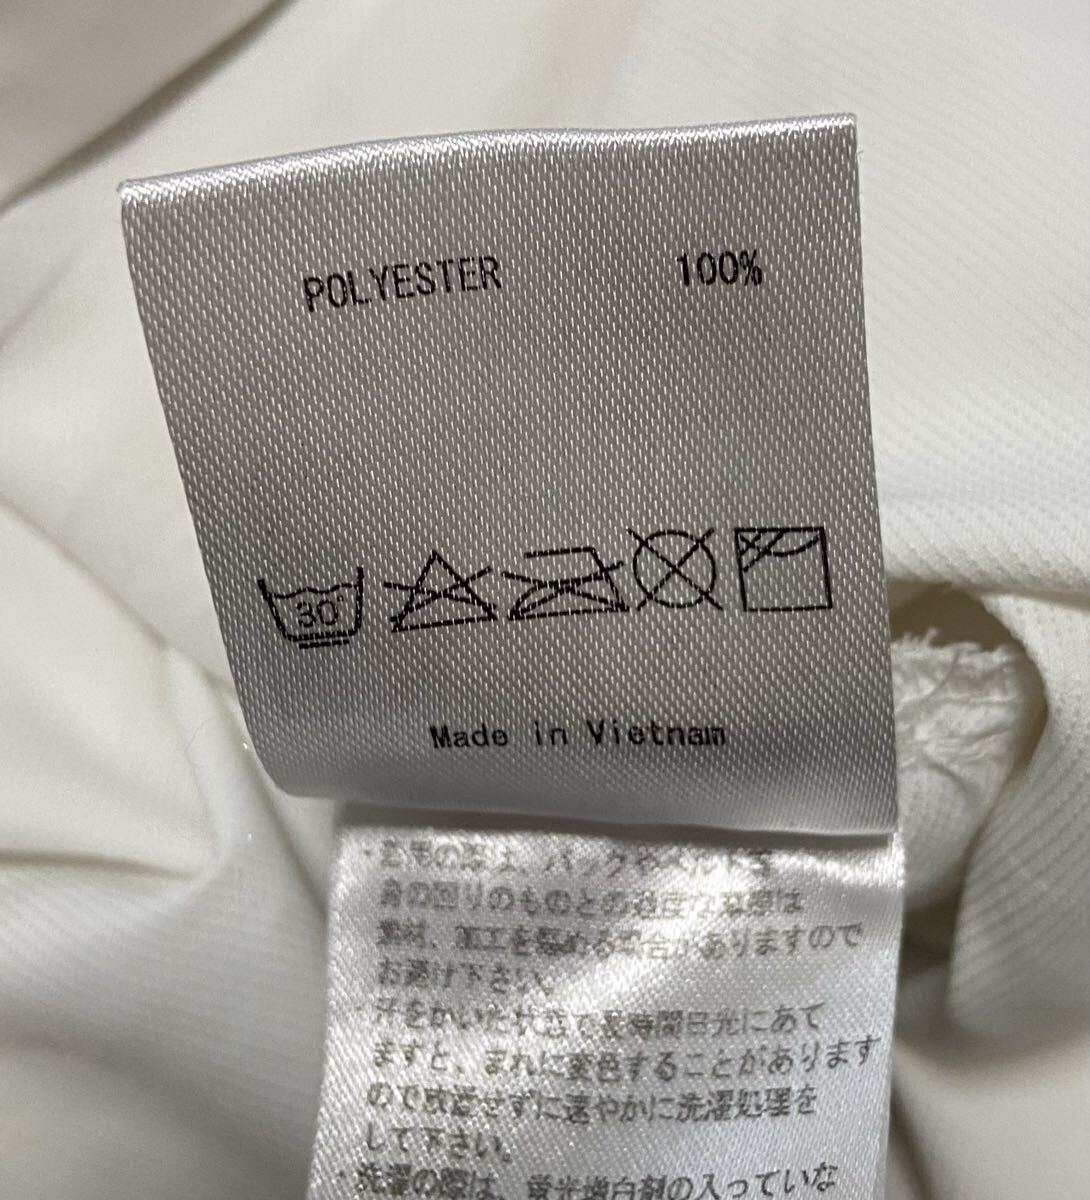 POLYESTER 100%
30°
Made in Vietnam
バックやベルト等
身の回りのものとの過度な摩擦は
素材、加工を傷める場合がありますので
お避け下さい。
・汗をかいた状態で長時間日光にあて
ますと、まれに変色することがあります
ので放置せずに速やかに洗濯処理を
して下さい。
・洗濯の際は、蛍光増白剤の入っていな